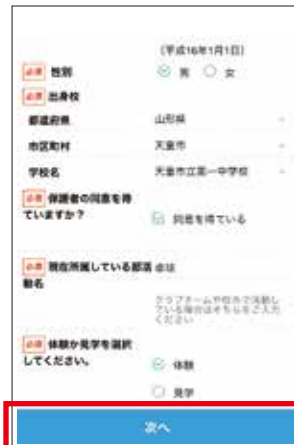 (平成16年1月1日)
必須 性別
男 女
必須 出身校
都道府県 山形県
市区町村 天童市
学校名 天童市立第一中学校
必須 保護者の同意を得
ていますか？
同意を得ている
必須 現在所属している部活 卓球
動名
クラブチームや校外で活動し
ている場合はそちらをご入力
ください
必須 体験か見学を選択
してください。
体験
見学
次へ